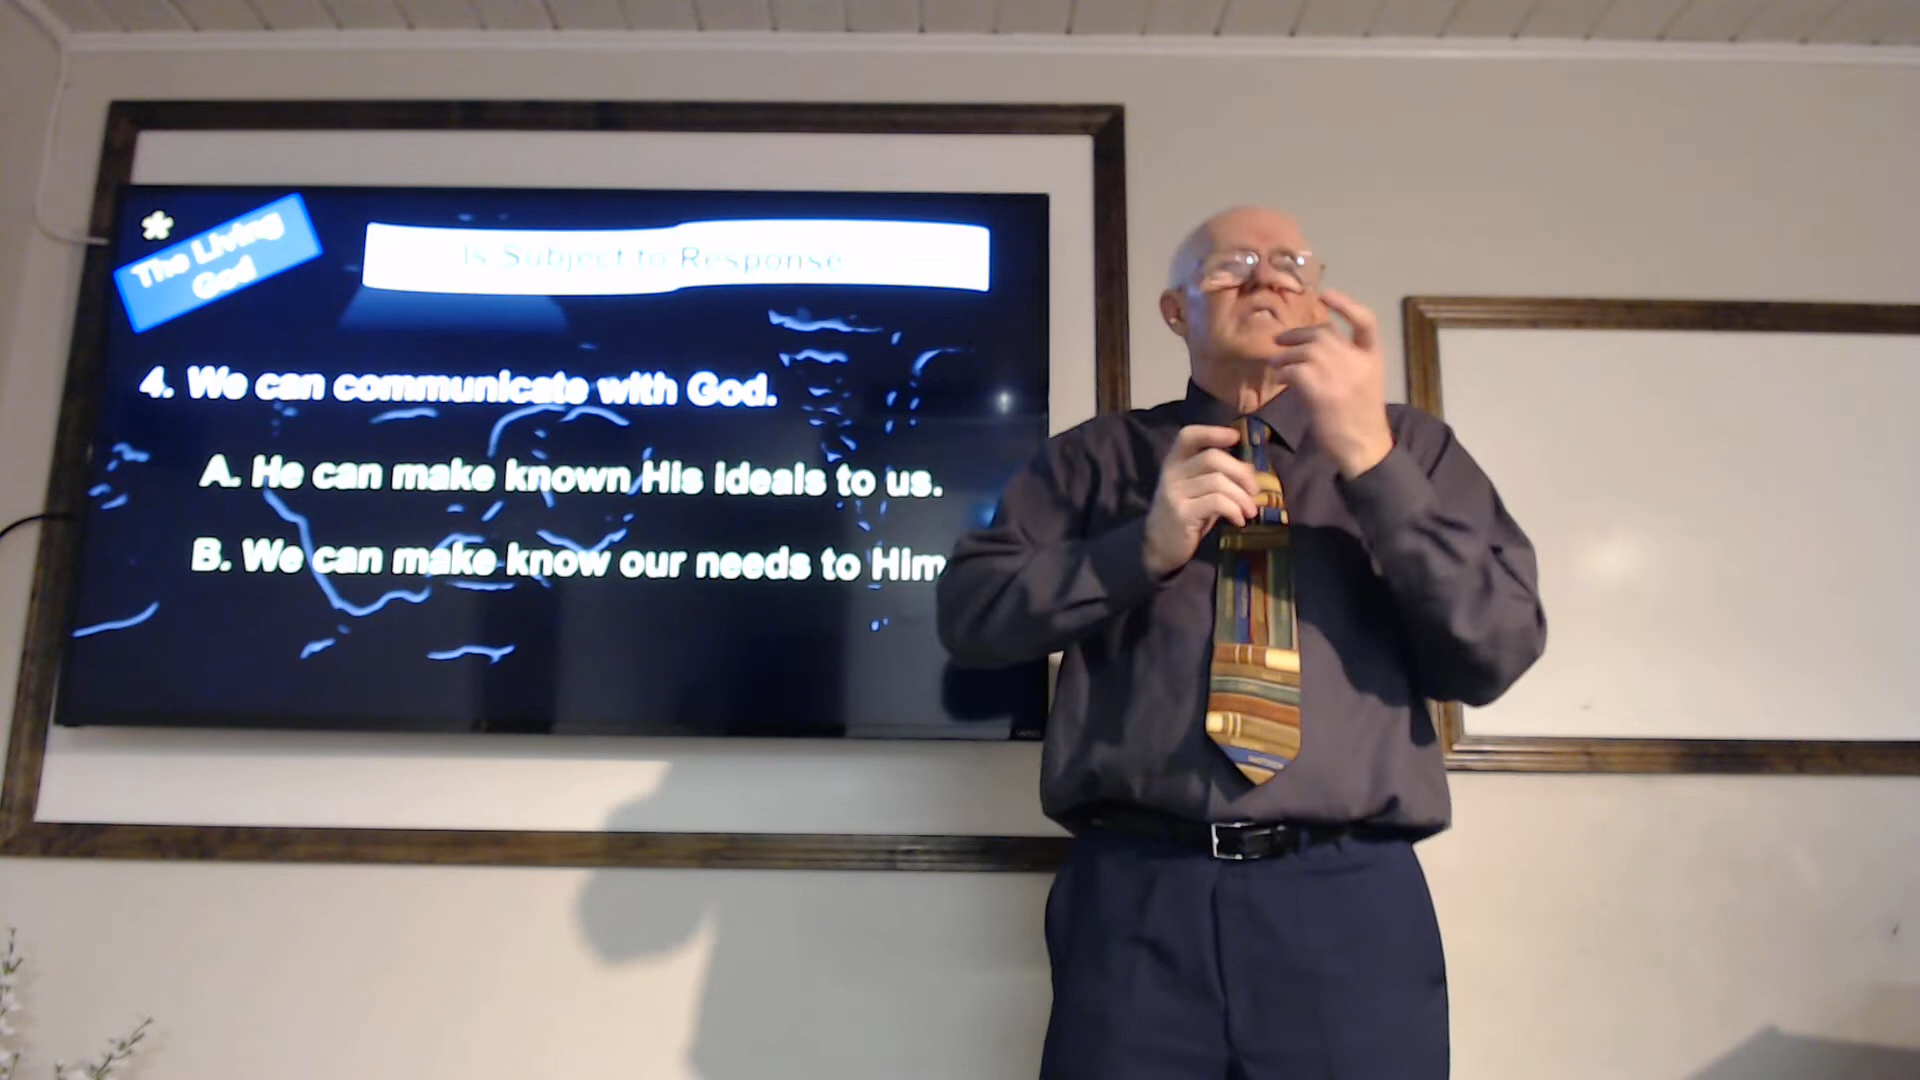 *
The Living
God
Is Subject to Response
4. We can communicate with God.
A. He can make known His ideals to us.
B. We can make know our needs to Him